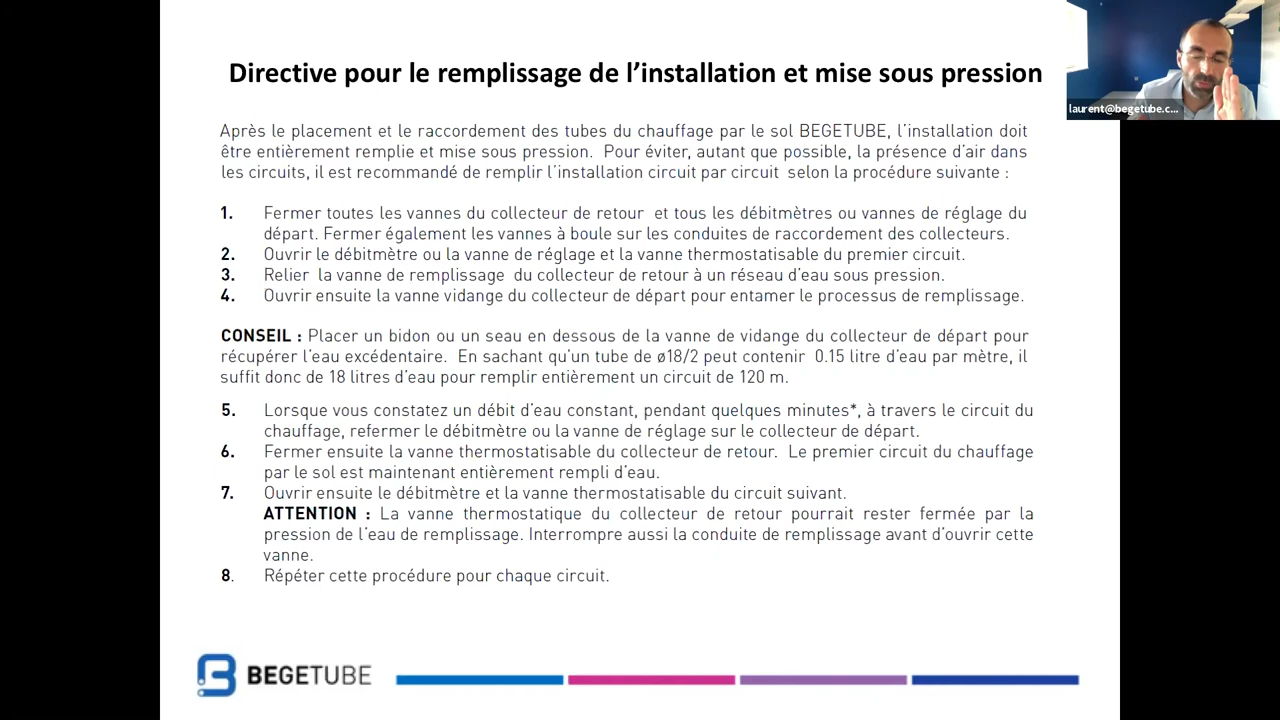 Directive pour le remplissage de l’installation et mise sous pression
laurent@begetube.c...
Après le placement et le raccordement des tubes du chauffage par le sol BEGETUBE, l’installation doit
être entièrement remplie et mise sous pression. Pour éviter, autant que possible, la présence d’air dans
les circuits, il est recommandé de remplir l’installation circuit par circuit selon la procédure suivante :
1. Fermer toutes les vannes du collecteur de retour et tous les débitmètres ou vannes de réglage du
départ. Fermer également les vannes à boule sur les conduites de raccordement des collecteurs.
2. Ouvrir le débitmètre ou la vanne de réglage et la vanne thermostatisable du premier circuit.
3. Relier la vanne de remplissage du collecteur de retour à un réseau d’eau sous pression.
4. Ouvrir ensuite la vanne vidange du collecteur de départ pour entamer le processus de remplissage.
CONSEIL : Placer un bidon ou un seau en dessous de la vanne de vidange du collecteur de départ pour
récupérer l’eau excédentaire. En sachant qu’un tube de ø18/2 peut contenir 0.15 litre d’eau par mètre, il
suffit donc de 18 litres d’eau pour remplir entièrement un circuit de 120 m.
5. Lorsque vous constatez un débit d’eau constant, pendant quelques minutes*, à travers le circuit du
chauffage, refermer le débitmètre ou la vanne de réglage sur le collecteur de départ.
6. Fermer ensuite la vanne thermostatisable du collecteur de retour. Le premier circuit du chauffage
par le sol est maintenant entièrement rempli d’eau.
7. Ouvrir ensuite le débitmètre et la vanne thermostatisable du circuit suivant.
ATTENTION : La vanne thermostatique du collecteur de retour pourrait rester fermée par la
pression de l’eau de remplissage. Interrompre aussi la conduite de remplissage avant d’ouvrir cette
vanne.
8. Répéter cette procédure pour chaque circuit.
BEGETUBE